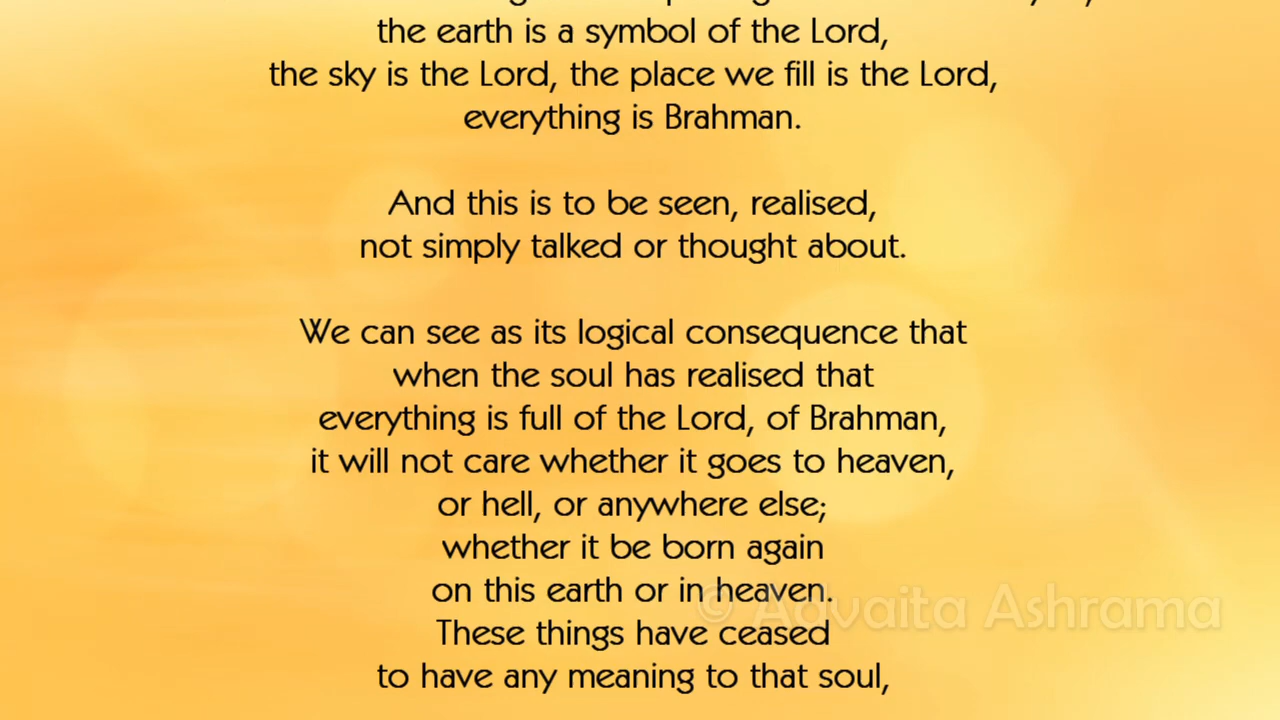 the earth is a symbol of the Lord,
the sky is the Lord, the place we fill is the Lord,
everything is Brahman.
And this is to be seen, realised,
not simply talked or thought about.
We can see as its logical consequence that
when the soul has realised that
everything is full of the Lord, of Brahman,
it will not care whether it goes to heaven,
or hell, or anywhere else;
whether it be born again
on this earth or in heaven.
© Advaita Ashrama
These things have ceased
to have any meaning to that soul,